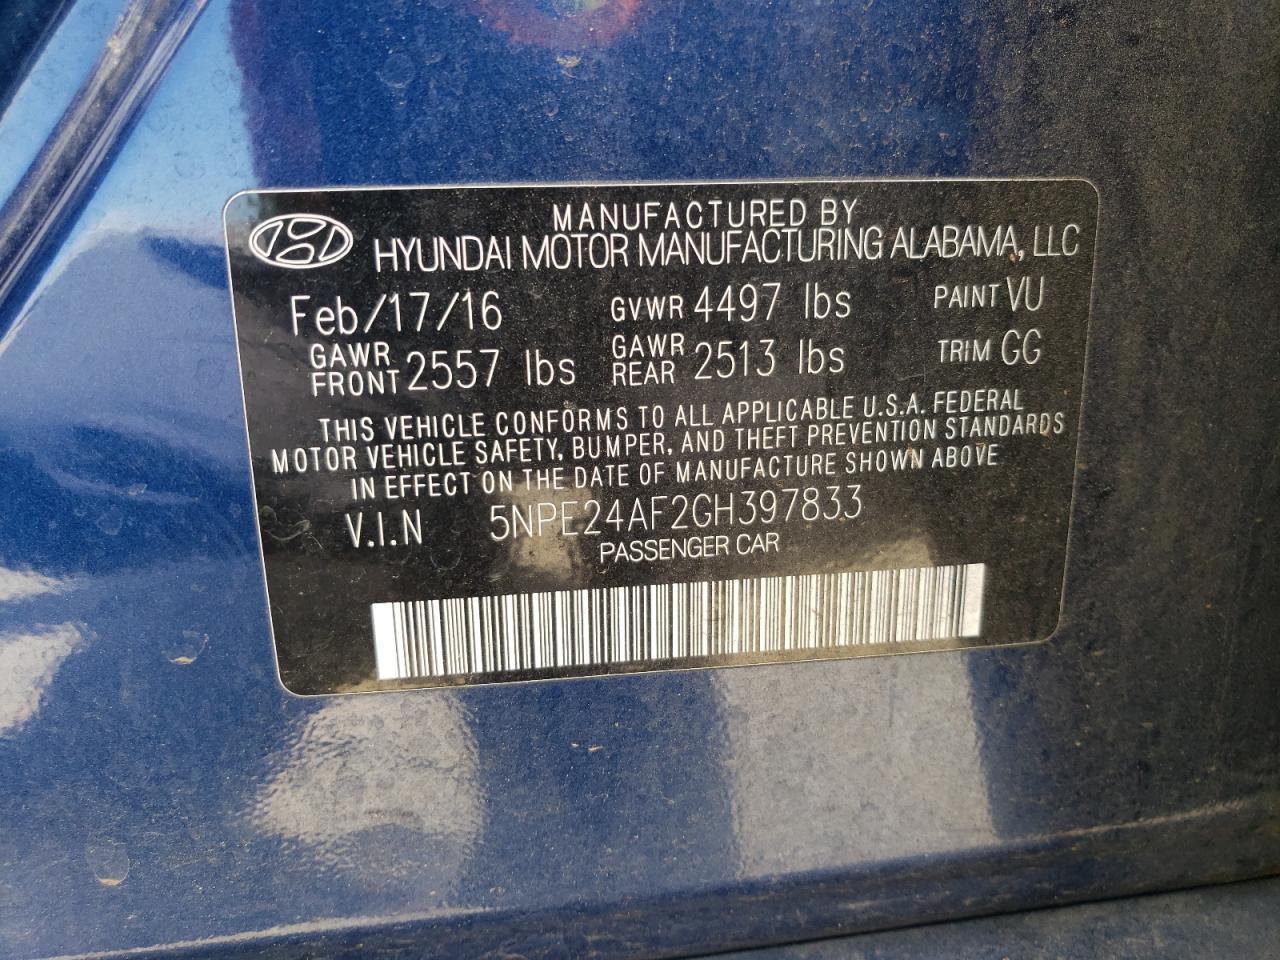 MANUFACTURED BY
HYUNDAI MOTOR MANUFACTURING ALABAMA, LLC
Feb/17/16 GVWR 4497 lbs PAINT VU
GAWR FRONT 2557 lbs GAWR REAR 2513 lbs TRIM GG
THIS VEHICLE CONFORMS TO ALL APPLICABLE U.S.A. FEDERAL
MOTOR VEHICLE SAFETY, BUMPER, AND THEFT PREVENTION STANDARDS
IN EFFECT ON THE DATE OF MANUFACTURE SHOWN ABOVE
V.I.N 5NPE24AF2GH397833
PASSENGER CAR